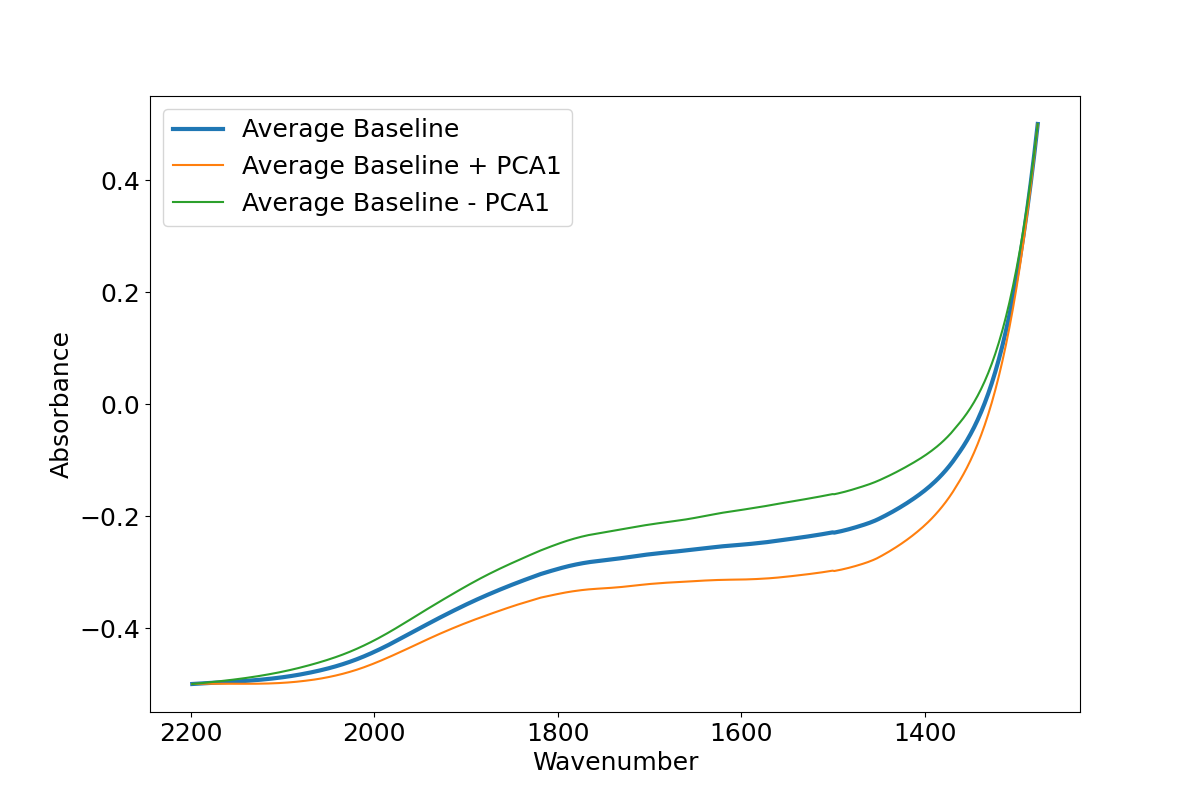 Average Baseline
Average Baseline + PCA1
Average Baseline - PCA1
0.4
0.2
0.0
−0.2
−0.4
Absorbance
2200 2000 1800 1600 1400
Wavenumber